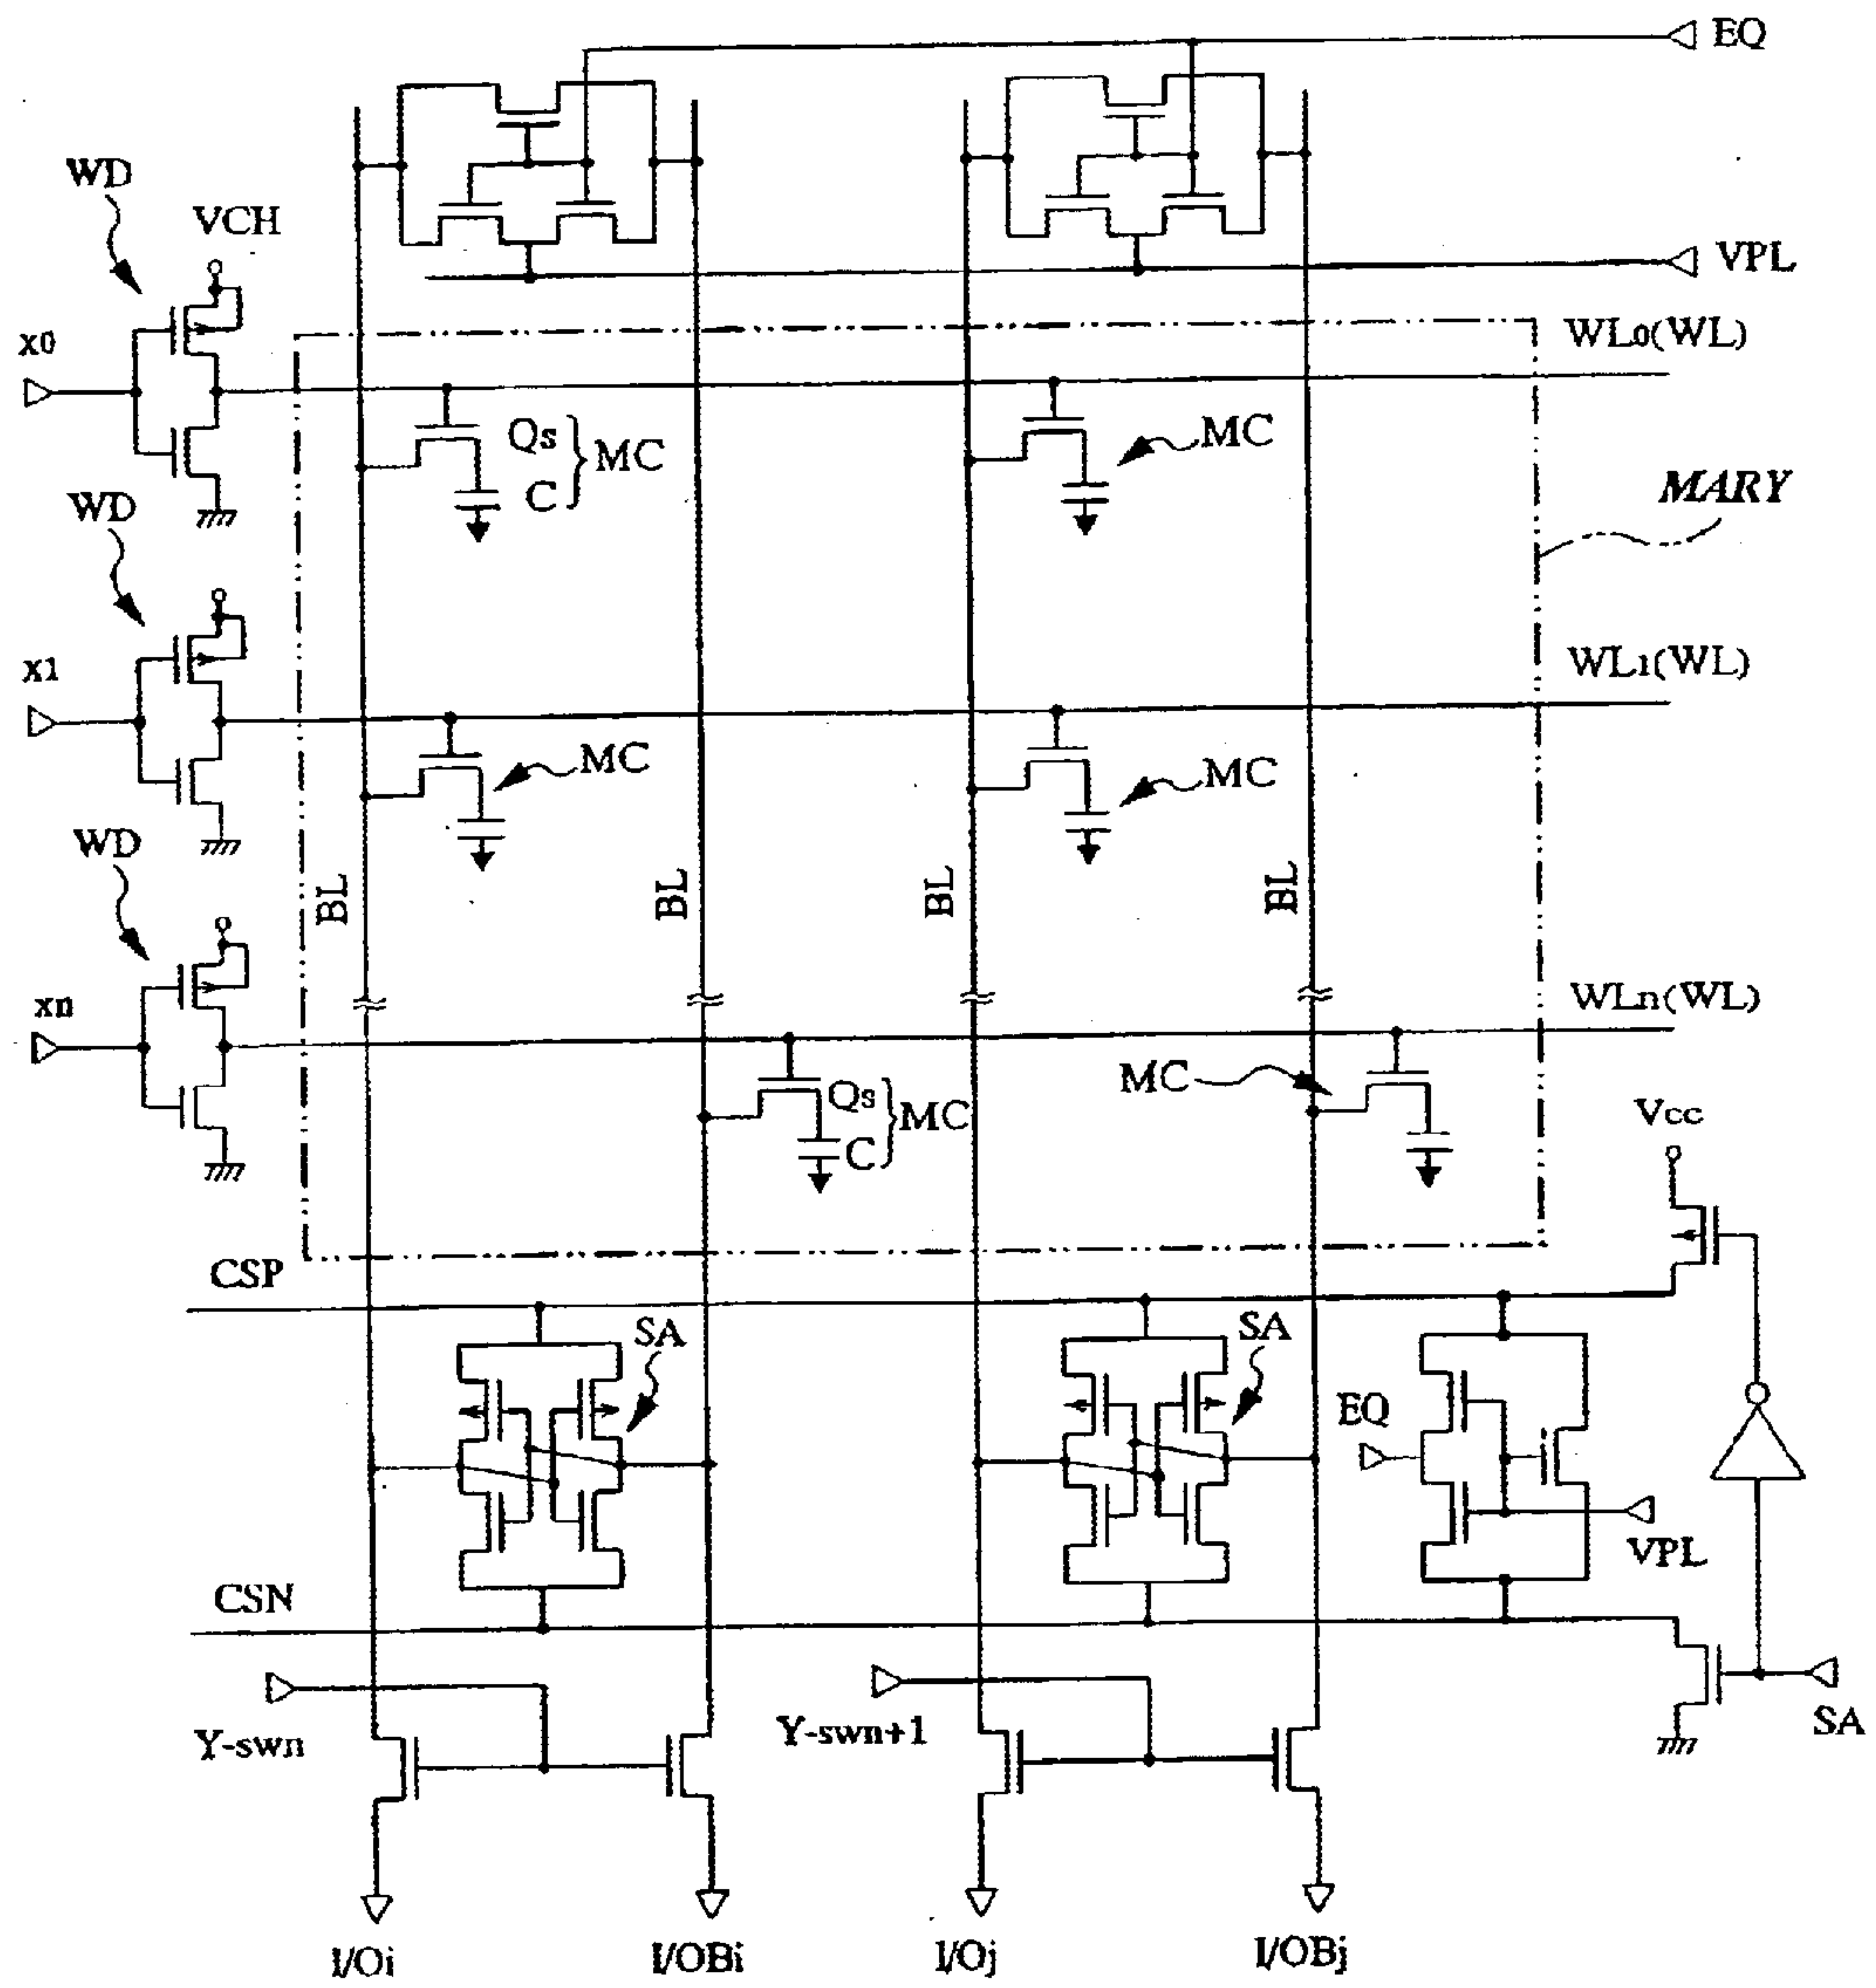 EQ
WD
VCH
VPL
x0
WL0(WL)
Qs
C
MC
MC
MARY
WD
x1
WL1(WL)
MC
MC
WD
BL
BL
BL
BL
xn
WLn(WL)
MC
Qs
C
MC
Vcc
CSP
SA
SA
EQ
VPL
CSN
Y-swn
Y-swn+1
SA
I/Oi
I/OBi
I/Oj
I/OBj